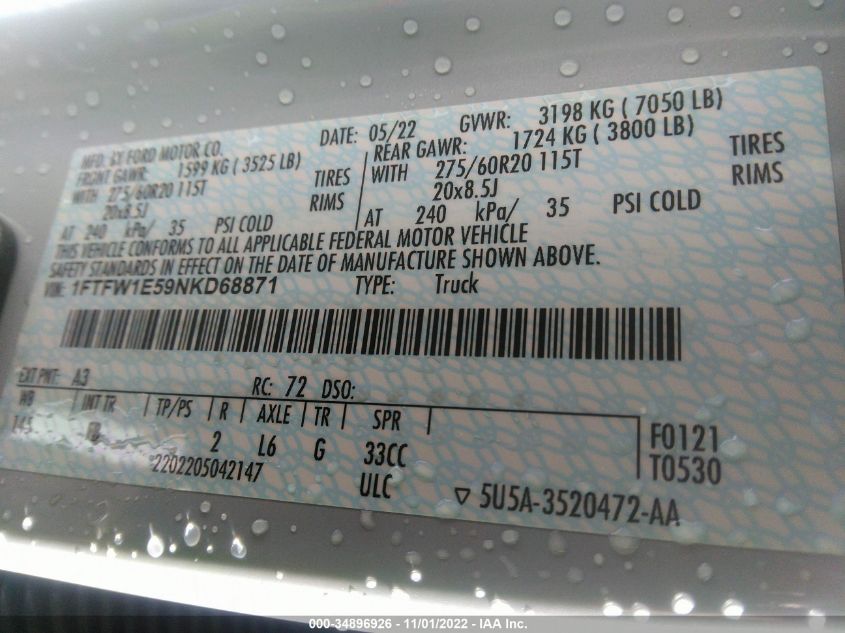 MFD. BY FORD MOTOR CO. DATE: 05/22 GVWR: 3198 KG ( 7050 LB)
FRONT GAWR: 1599 KG ( 3525 LB) REAR GAWR: 1724 KG ( 3800 LB)
WITH 275/60R20 115T TIRES WITH 275/60R20 115T TIRES
20x8.5J RIMS 20x8.5J RIMS
AT 240 kPa/ 35 PSI COLD AT 240 kPa/ 35 PSI COLD
THIS VEHICLE CONFORMS TO ALL APPLICABLE FEDERAL MOTOR VEHICLE
SAFETY STANDARDS IN EFFECT ON THE DATE OF MANUFACTURE SHOWN ABOVE.
VIN: 1FTFW1E59NKD68871 TYPE: Truck
EXT PNT: A3 RC: 72 DSO:
WB INT TR TP/PS R AXLE TR SPR
145 2 L6 G 33CC F0121
2202205042147 ULC T0530
▽ 5U5A-3520472-AA
000-34896926 - 11/01/2022 - IAA Inc.